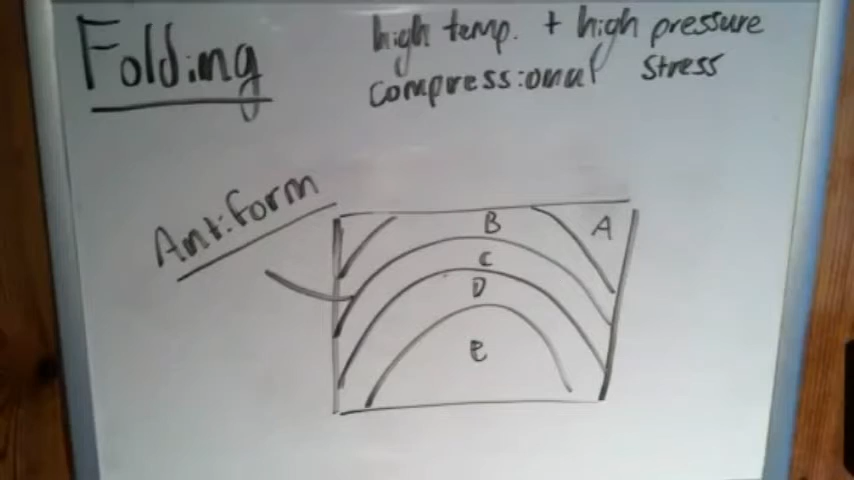 Folding
high temp. + high pressure
compressional stress
Antiform
B
A
C
D
e